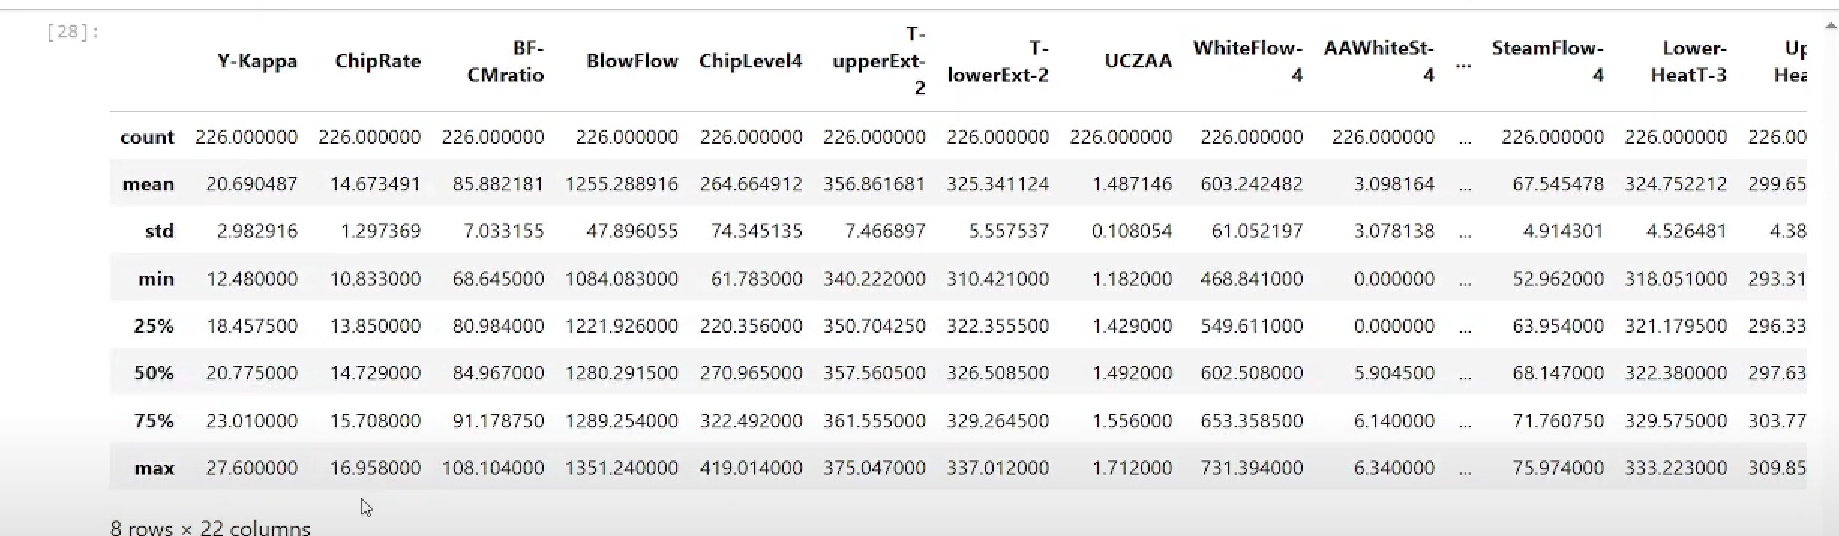 [28]:
Y-Kappa ChipRate BF-CMratio BlowFlow ChipLevel4 T-upperExt-2 T-lowerExt-2 UCZAA WhiteFlow-4 AAWhiteSt-4 ... SteamFlow-4 Lower-HeatT-3 Up Hea
count 226.000000 226.000000 226.000000 226.000000 226.000000 226.000000 226.000000 226.000000 226.000000 226.000000 ... 226.000000 226.000000 226.00
mean 20.690487 14.673491 85.882181 1255.288916 264.664912 356.861681 325.341124 1.487146 603.242482 3.098164 ... 67.545478 324.752212 299.65
std 2.982916 1.297369 7.033155 47.896055 74.345135 7.466897 5.557537 0.108054 61.052197 3.078138 ... 4.914301 4.526481 4.38
min 12.480000 10.833000 68.645000 1084.083000 61.783000 340.222000 310.421000 1.182000 468.841000 0.000000 ... 52.962000 318.051000 293.31
25% 18.457500 13.850000 80.984000 1221.926000 220.356000 350.704250 322.355500 1.429000 549.611000 0.000000 ... 63.954000 321.179500 296.33
50% 20.775000 14.729000 84.967000 1280.291500 270.965000 357.560500 326.508500 1.492000 602.508000 5.904500 ... 68.147000 322.380000 297.63
75% 23.010000 15.708000 91.178750 1289.254000 322.492000 361.555000 329.264500 1.556000 653.358500 6.140000 ... 71.760750 329.575000 303.77
max 27.600000 16.958000 108.104000 1351.240000 419.014000 375.047000 337.012000 1.712000 731.394000 6.340000 ... 75.974000 333.223000 309.85
8 rows × 22 columns